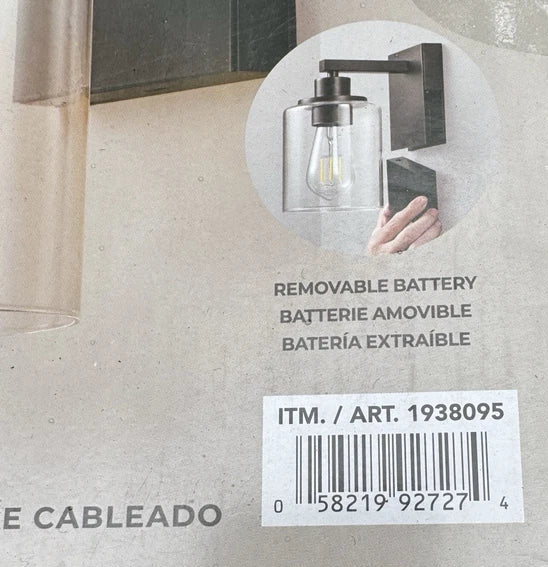 REMOVABLE BATTERY
BATTERIE AMOVIBLE
BATERÍA EXTRAÍBLE
ITM. / ART. 1938095
0 58219 92727 4
E CABLEADO